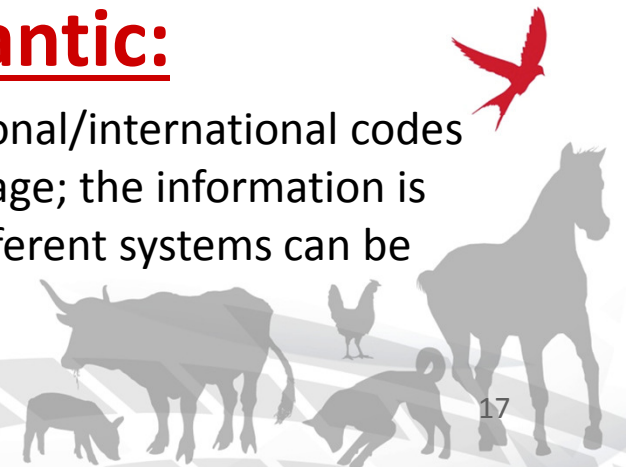 antic:
onal/international codes
age; the information is
ferent systems can be
17